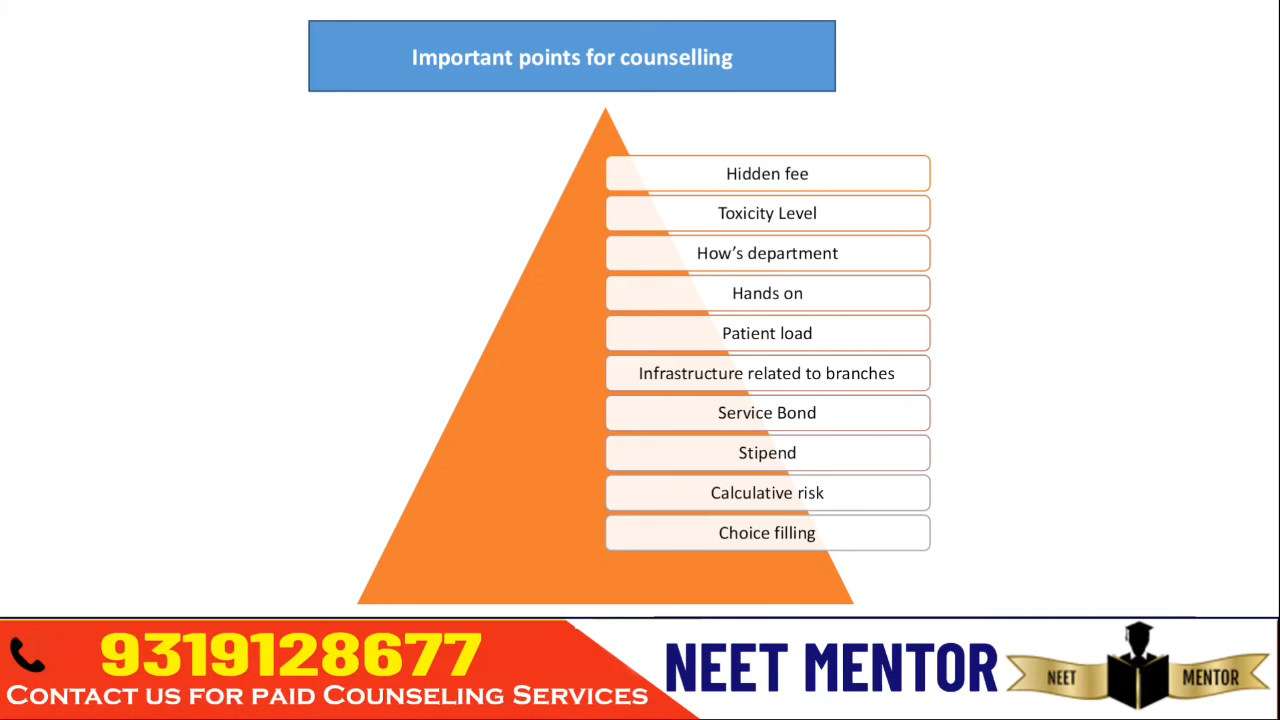 Important points for counselling
Hidden fee
Toxicity Level
How’s department
Hands on
Patient load
Infrastructure related to branches
Service Bond
Stipend
Calculative risk
Choice filling
9319128677
Contact us for paid Counseling Services
NEET MENTOR
NEET MENTOR